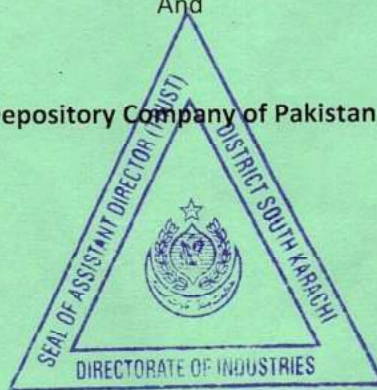 And
epository Company of Pakistan
SEAL OF ASSISTANT DIRECTOR (TRUST)
DISTRICT SOUTH KARACHI
DIRECTORATE OF INDUSTRIES